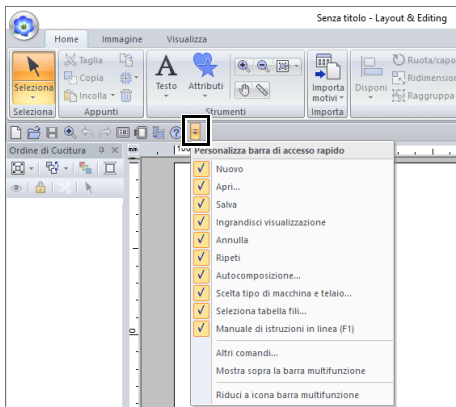 Senza titolo - Layout & Editing
Home Immagine Visualizza
Seleziona
Taglia
Copia
Incolla
Testo
Attributi
Importa motivi
Disponi
Ruota/capo
Ridimension
Raggruppa
Seleziona Appunti Strumenti Importa
Ordine di Cucitura
mm
Personalizza barra di accesso rapido
Nuovo
Apri...
Salva
Ingrandisci visualizzazione
Annulla
Ripeti
Autocomposizione...
Scelta tipo di macchina e telaio...
Seleziona tabella fili...
Manuale di istruzioni in linea (F1)
Altri comandi...
Mostra sopra la barra multifunzione
Riduci a icona barra multifunzione